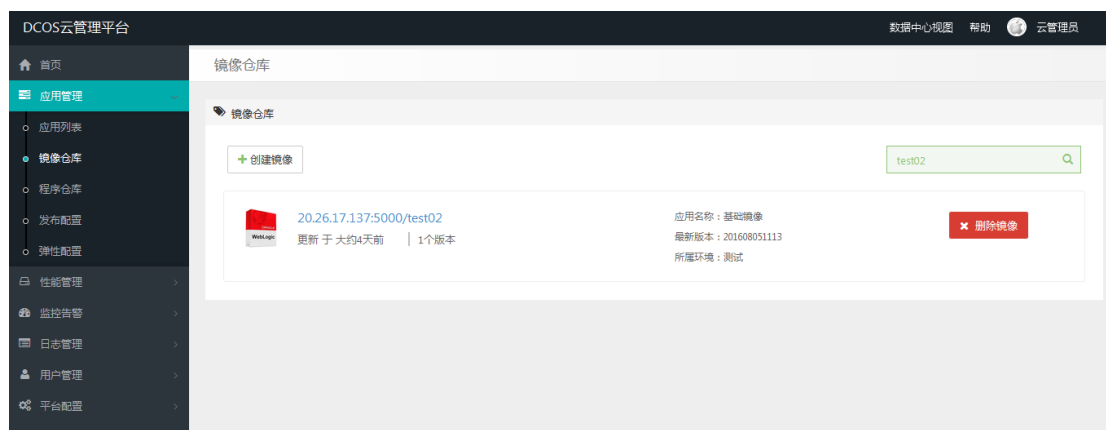 DCOS云管理平台
数据中心视图 帮助 云管理员
首页
应用管理
应用列表
镜像仓库
程序仓库
发布配置
弹性配置
性能管理
监控告警
日志管理
用户管理
平台配置
镜像仓库
镜像仓库
创建镜像
test02
WebLogic
20.26.17.137:5000/test02
更新 于 大约4天前 | 1个版本
应用名称：基础镜像
最新版本：201608051113
所属环境：测试
删除镜像